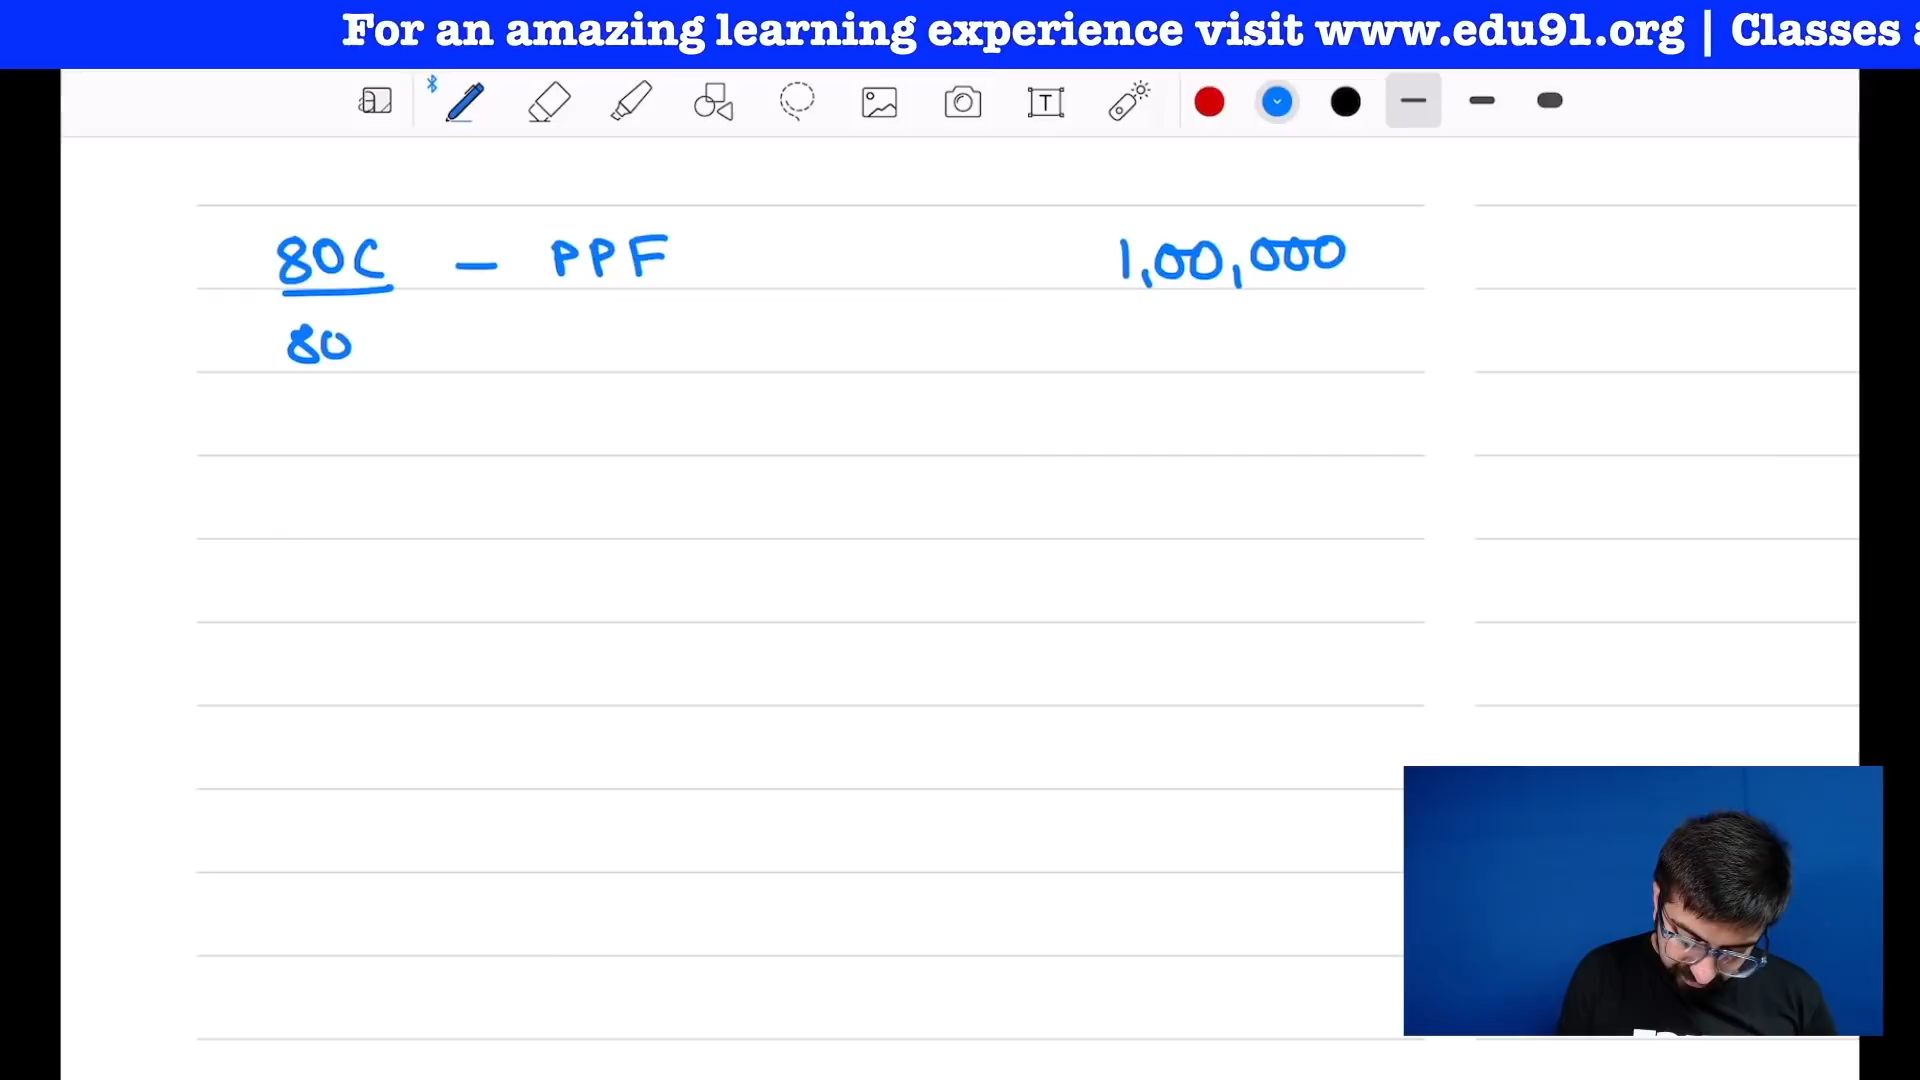 For an amazing learning experience visit www.edu91.org | Classes
80C - PPF 1,00,000
80